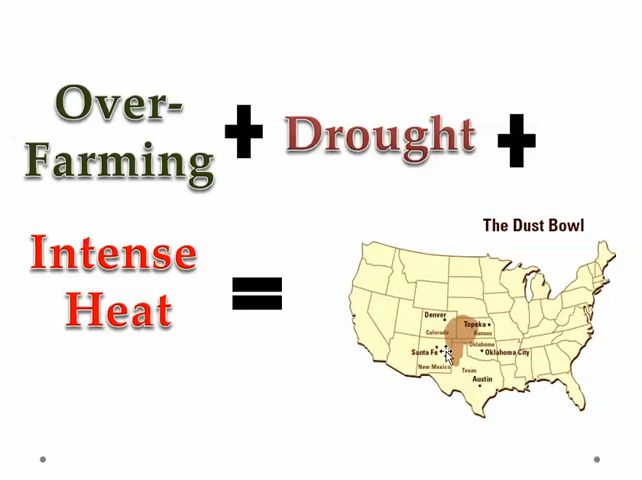 Over-
Farming
+
Drought
+
Intense
Heat
=
The Dust Bowl
Denver
Topeka
Colorado
Kansas
Oklahoma
Santa Fe
Oklahoma City
New Mexico
Texas
Austin